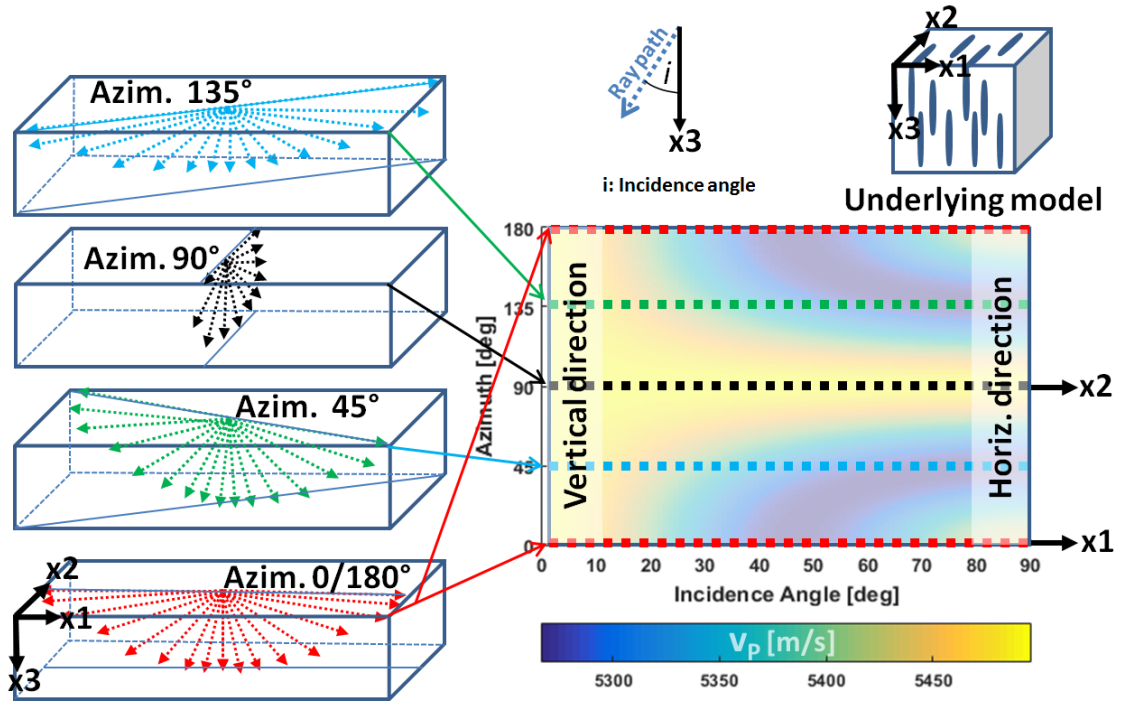 Azim. 135°
Azim. 90°
Azim. 45°
Azim. 0/180°
x2
x1
x3
Ray path
i
x3
i: Incidence angle
x2
x1
x3
Underlying model
180
135
90
45
0
Azimuth [deg]
Vertical direction
Horiz. direction
x2
x1
0 10 20 30 40 50 60 70 80 90
Incidence Angle [deg]
VP [m/s]
5300 5350 5400 5450